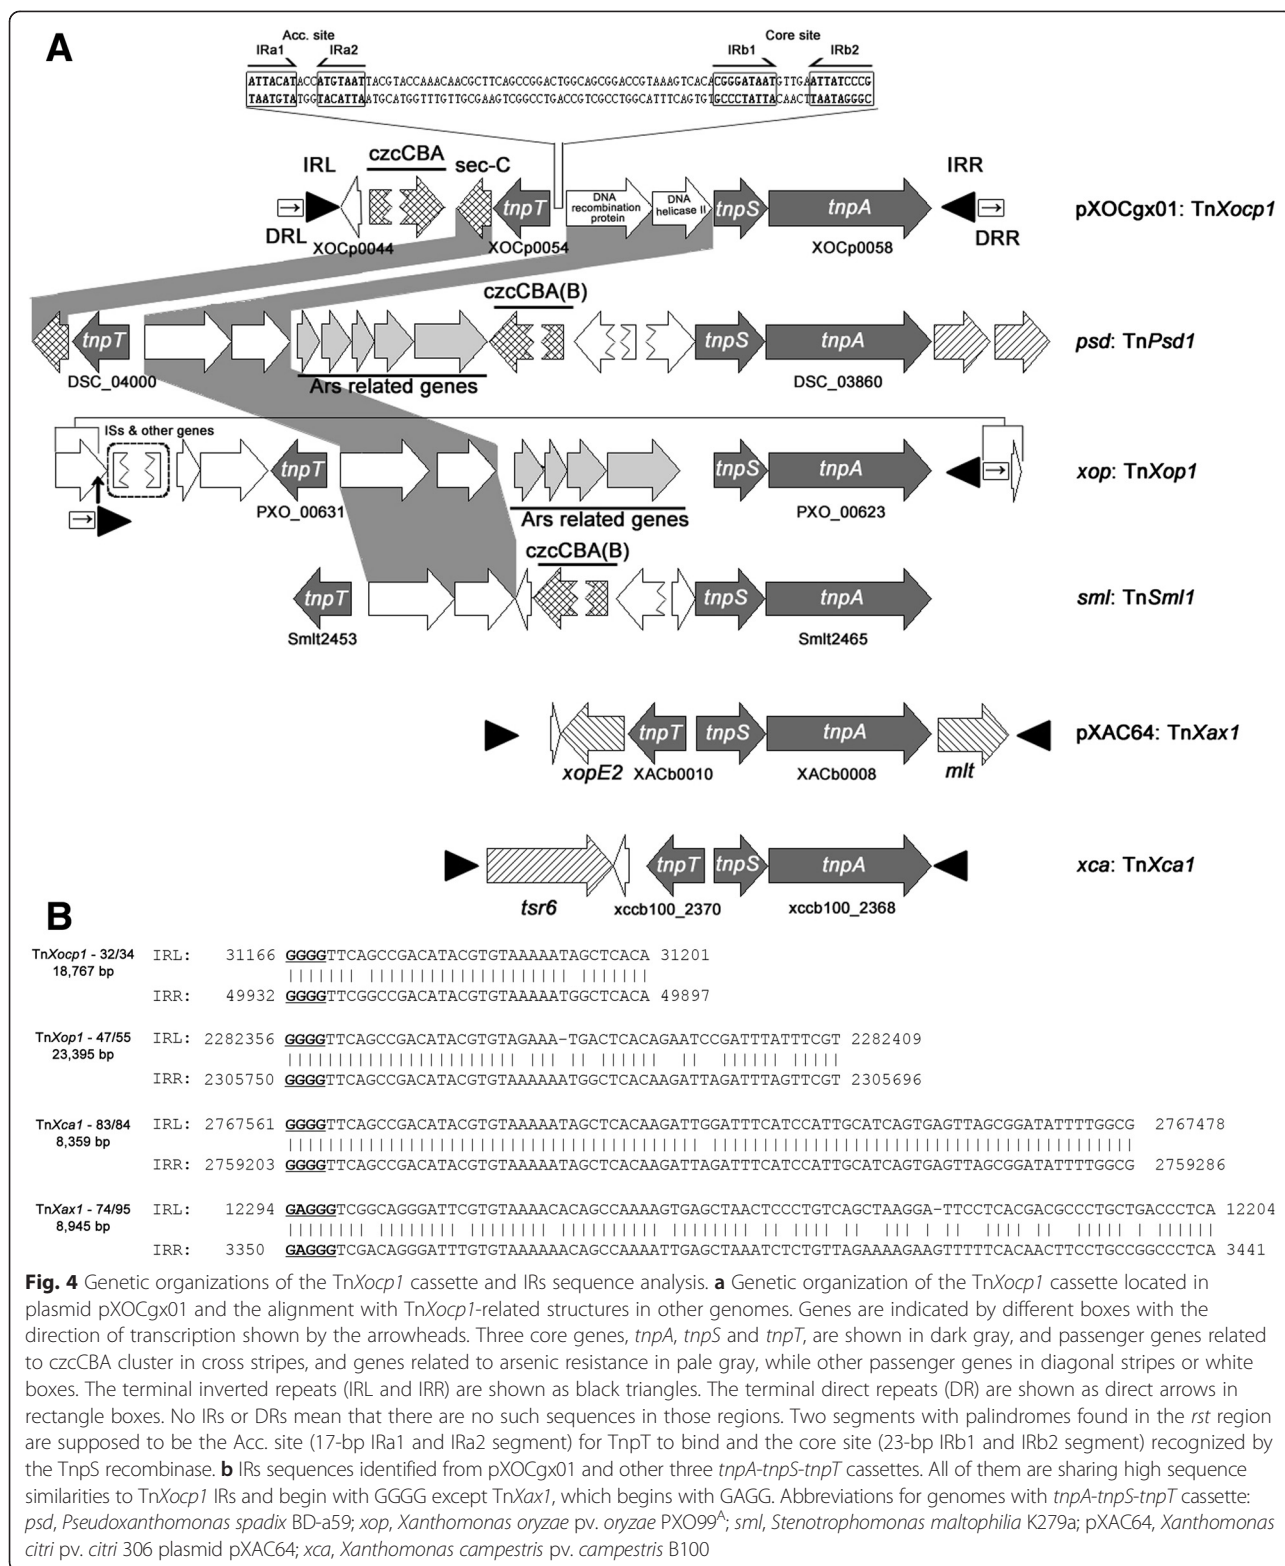 A
Acc. site
Core site
IRa1
IRa2
IRb1
IRb2
ATTACATACCATGTAATTACGTACCAAACAACGCTTCAGCCGGACTGGCAGCGGACCGTAAAGTCACACGGGATAATGTTGAATTATCCCG
TAATGTATGGTACATTAATGCATGGTTTGTTGCGAAGTCGGCCTGACCGTCGCCTGGCATTTCAGTGTGCCCTATTACAACTTAATAGGGC
IRL
czcCBA
sec-C
IRR
→
tnpT
DNA recombination protein
DNA helicase II
tnpS
tnpA
→
pXOCgx01: TnXocp1
DRL
XOCp0044
XOCp0054
XOCp0058
DRR
czcCBA(B)
tnpT
tnpS
tnpA
psd: TnPsd1
DSC_04000
Ars related genes
DSC_03860
ISs & other genes
tnpT
tnpS
tnpA
→
xop: TnXop1
→
PXO_00631
Ars related genes
PXO_00623
czcCBA(B)
tnpT
tnpS
tnpA
sml: TnSml1
Smlt2453
Smlt2465
tnpT
tnpS
tnpA
pXAC64: TnXax1
xopE2
XACb0010
XACb0008
mlt
tnpT
tnpS
tnpA
xca: TnXca1
tsr6
xccb100_2370
xccb100_2368
B
TnXocp1 - 32/34
18,767 bp
IRL: 31166 GGGGTTCAGCCGACATACGTGTAAAAATAGCTCACA 31201
IRR: 49932 GGGGTTCGGCCGACATACGTGTAAAAATGGCTCACA 49897
TnXop1 - 47/55
23,395 bp
IRL: 2282356 GGGGTTCAGCCGACATACGTGTAGAAA-TGACTCACAGAATCCGATTTATTTCGT 2282409
IRR: 2305750 GGGGTTCAGCCGACATACGTGTAAAAAATGGCTCACAAGATTAGATTTAGTTCGT 2305696
TnXca1 - 83/84
8,359 bp
IRL: 2767561 GGGGTTCAGCCGACATACGTGTAAAAATAGCTCACAAGATTGGATTTCATCCATTGCATCAGTGAGTTAGCGGATATTTTGGCG 2767478
IRR: 2759203 GGGGTTCAGCCGACATACGTGTAAAAATAGCTCACAAGATTAGATTTCATCCATTGCATCAGTGAGTTAGCGGATATTTTGGCG 2759286
TnXax1 - 74/95
8,945 bp
IRL: 12294 GAGGGTCGGCAGGGATTCGTGTAAAACACAGCCAAAAGTGAGCTAACTCCCTGTCAGCTAAGGA-TTCCTCACGACGCCCTGCTGACCCTCA 12204
IRR: 3350 GAGGGTCGACAGGGATTTGTGTAAAAAACAGCCAAAATTGAGCTAAATCTCTGTTAGAAAAGAAGTTTTTCACAACTTCCTGCCGGCCCTCA 3441
Fig. 4 Genetic organizations of the TnXocp1 cassette and IRs sequence analysis. a Genetic organization of the TnXocp1 cassette located in
plasmid pXOCgx01 and the alignment with TnXocp1-related structures in other genomes. Genes are indicated by different boxes with the
direction of transcription shown by the arrowheads. Three core genes, tnpA, tnpS and tnpT, are shown in dark gray, and passenger genes related
to czcCBA cluster in cross stripes, and genes related to arsenic resistance in pale gray, while other passenger genes in diagonal stripes or white
boxes. The terminal inverted repeats (IRL and IRR) are shown as black triangles. The terminal direct repeats (DR) are shown as direct arrows in
rectangle boxes. No IRs or DRs mean that there are no such sequences in those regions. Two segments with palindromes found in the rst region
are supposed to be the Acc. site (17-bp IRa1 and IRa2 segment) for TnpT to bind and the core site (23-bp IRb1 and IRb2 segment) recognized by
the TnpS recombinase. b IRs sequences identified from pXOCgx01 and other three tnpA-tnpS-tnpT cassettes. All of them are sharing high sequence
similarities to TnXocp1 IRs and begin with GGGG except TnXax1, which begins with GAGG. Abbreviations for genomes with tnpA-tnpS-tnpT cassette:
psd, Pseudoxanthomonas spadix BD-a59; xop, Xanthomonas oryzae pv. oryzae PXO99A; sml, Stenotrophomonas maltophilia K279a; pXAC64, Xanthomonas
citri pv. citri 306 plasmid pXAC64; xca, Xanthomonas campestris pv. campestris B100